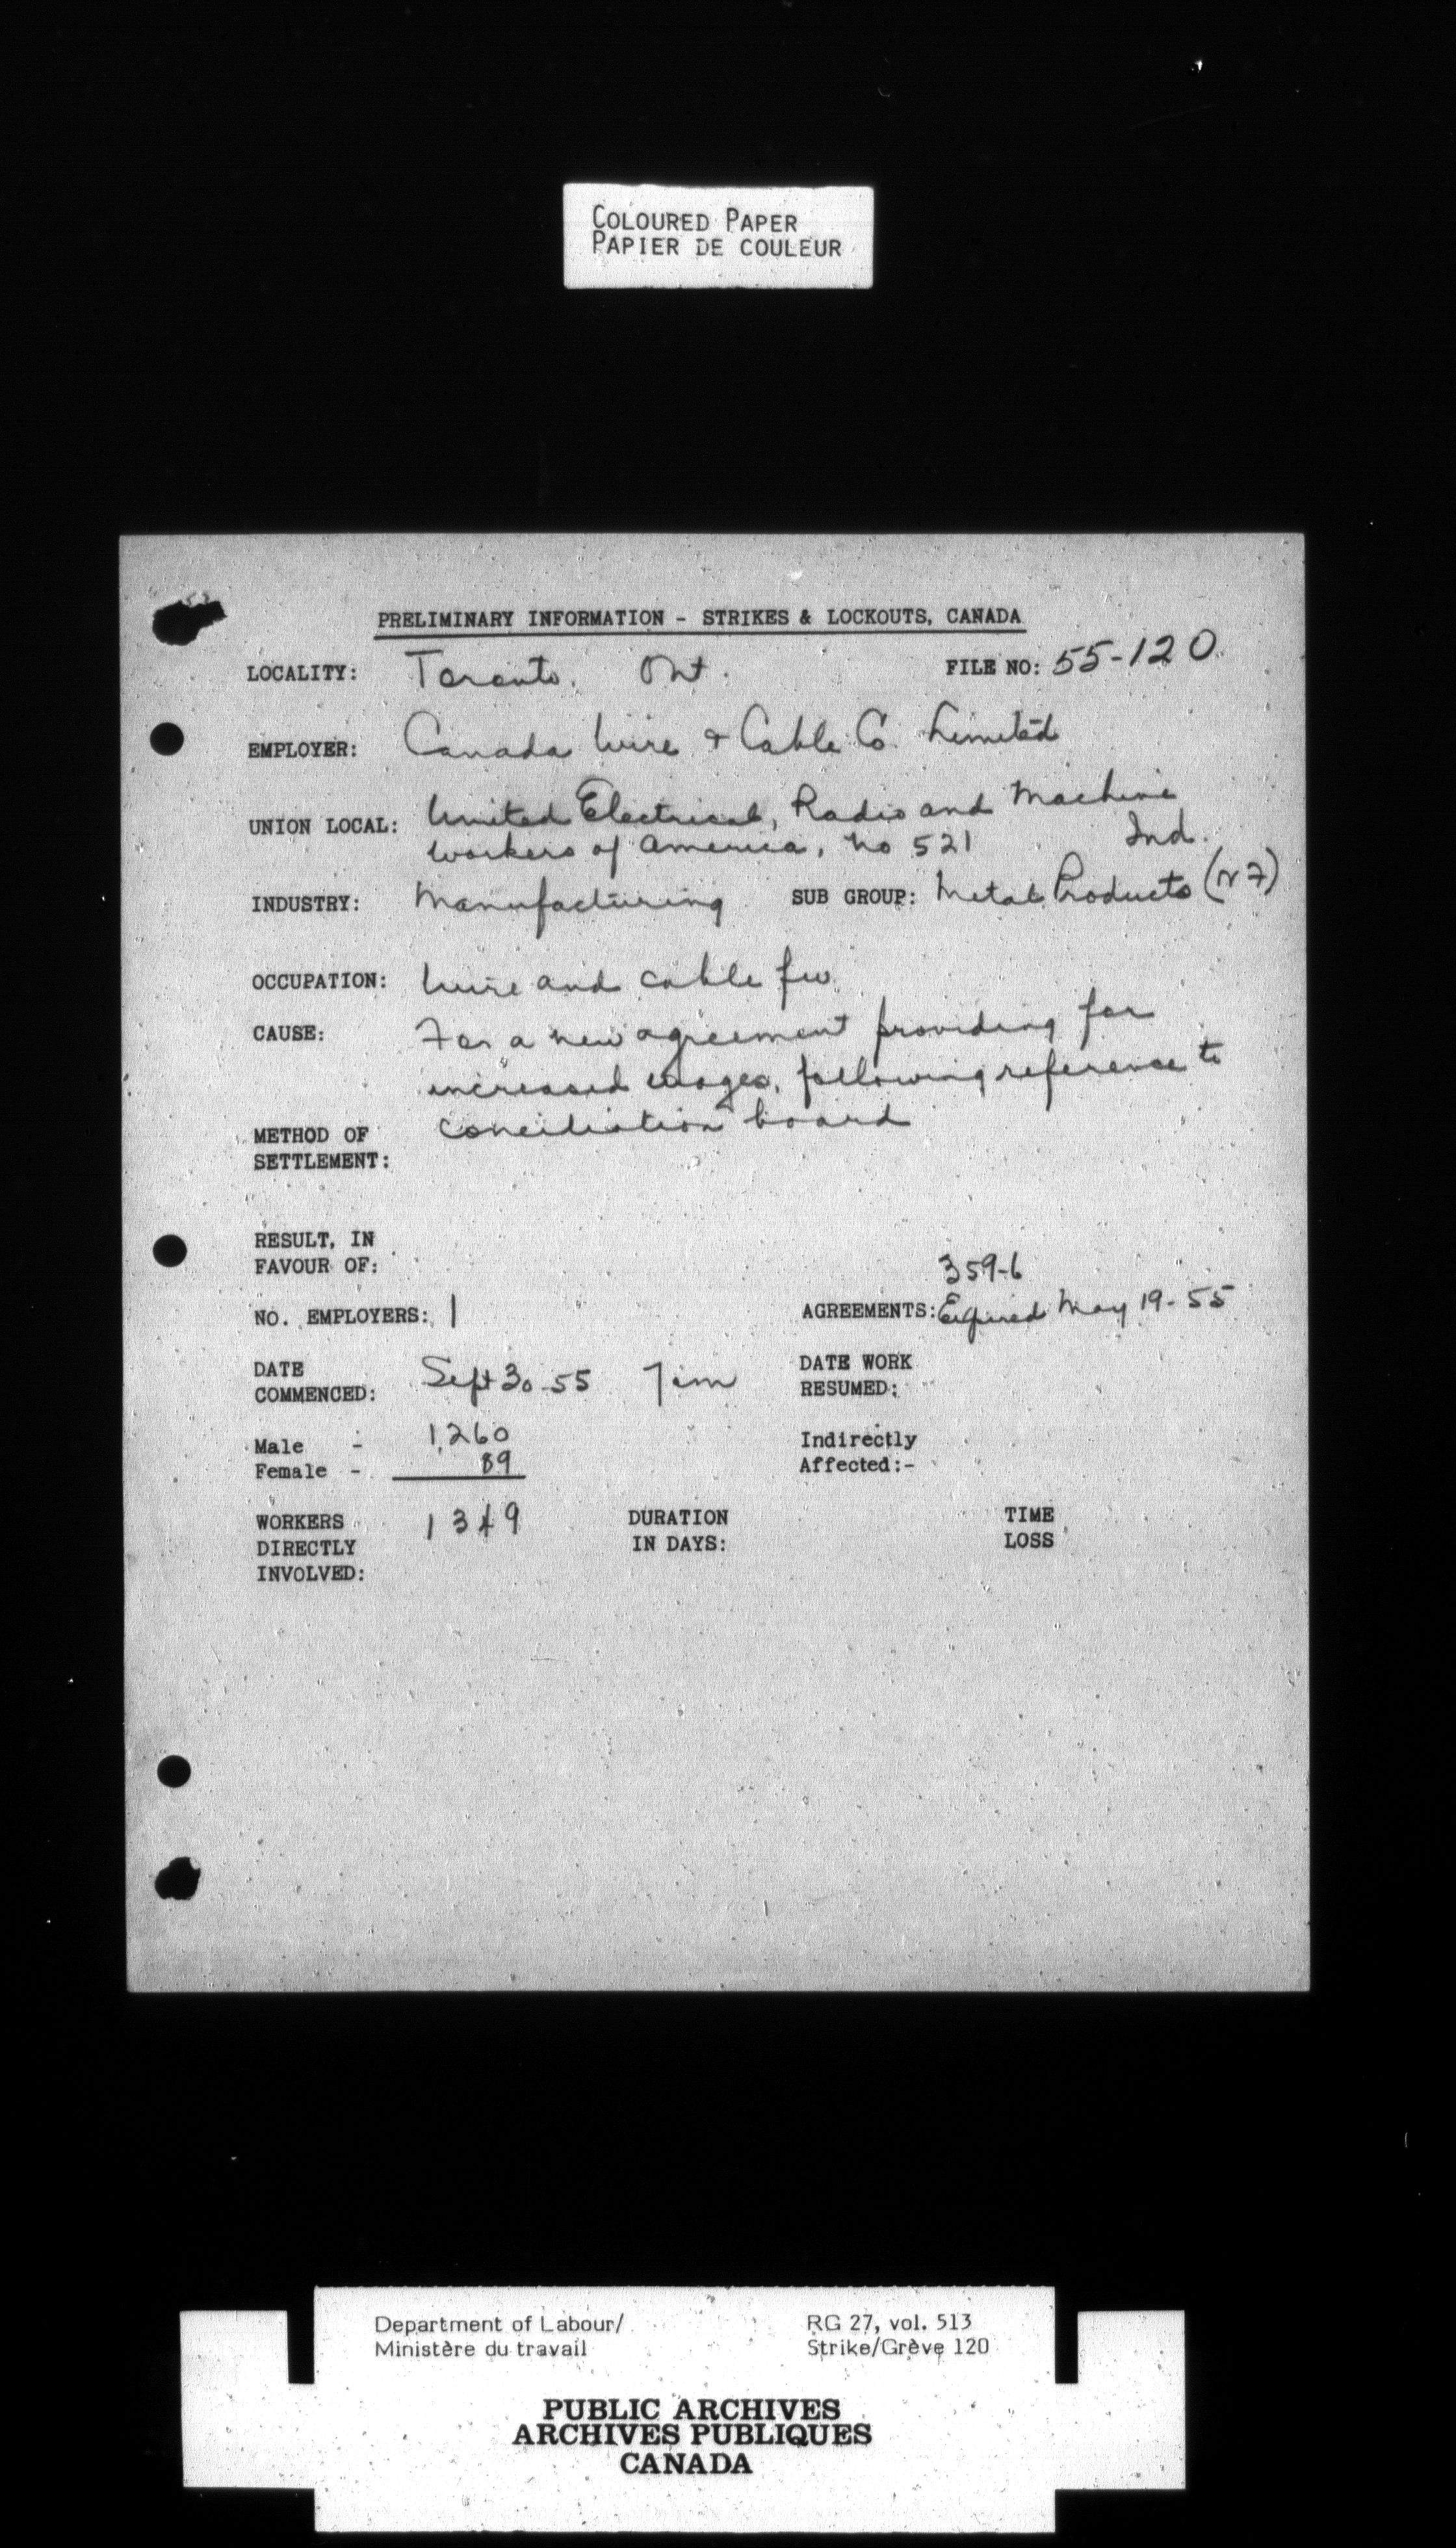 COLOURED PAPER
PAPIER DE COULEUR
PRELIMINARY INFORMATION - STRIKES & LOCKOUTS, CANADA
LOCALITY: Toronto. Ont. FILE NO: 55-120
EMPLOYER: Canada Wire & Cable Co. Limited
UNION LOCAL: United Electrical, Radio and Machine
Workers of America, No 521 Ind.
INDUSTRY: Manufacturing SUB GROUP: Metal Products
OCCUPATION: Wire and cable
CAUSE: For a new agreement providing for
increased wages, following reference to
conciliation board
METHOD OF
SETTLEMENT:
RESULT, IN
FAVOUR OF:
359-6
NO. EMPLOYERS: 1 AGREEMENTS: Expired May 19-55
DATE
COMMENCED: Sept 30-55 7 am
DATE WORK
RESUMED:
Male - 1,260
Female - 89
Indirectly
Affected:-
WORKERS
DIRECTLY
INVOLVED: 1349
DURATION
IN DAYS:
TIME
LOSS
Department of Labour/
Ministère du travail
RG 27, vol. 513
Strike/Grève 120
PUBLIC ARCHIVES
ARCHIVES PUBLIQUES
CANADA